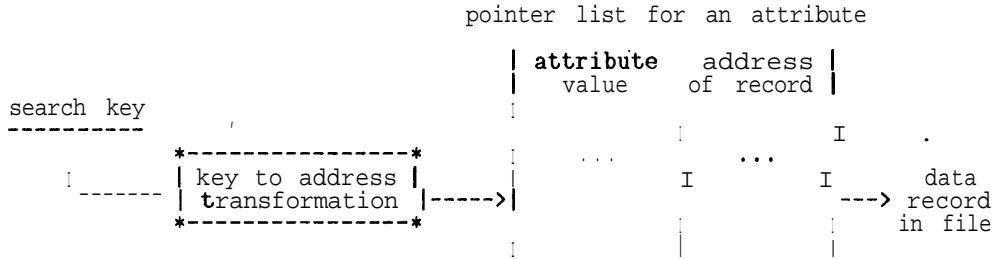 pointer list for an attribute
attribute address
value of record
search key
... ...
key to address
transformation
data
record
in file